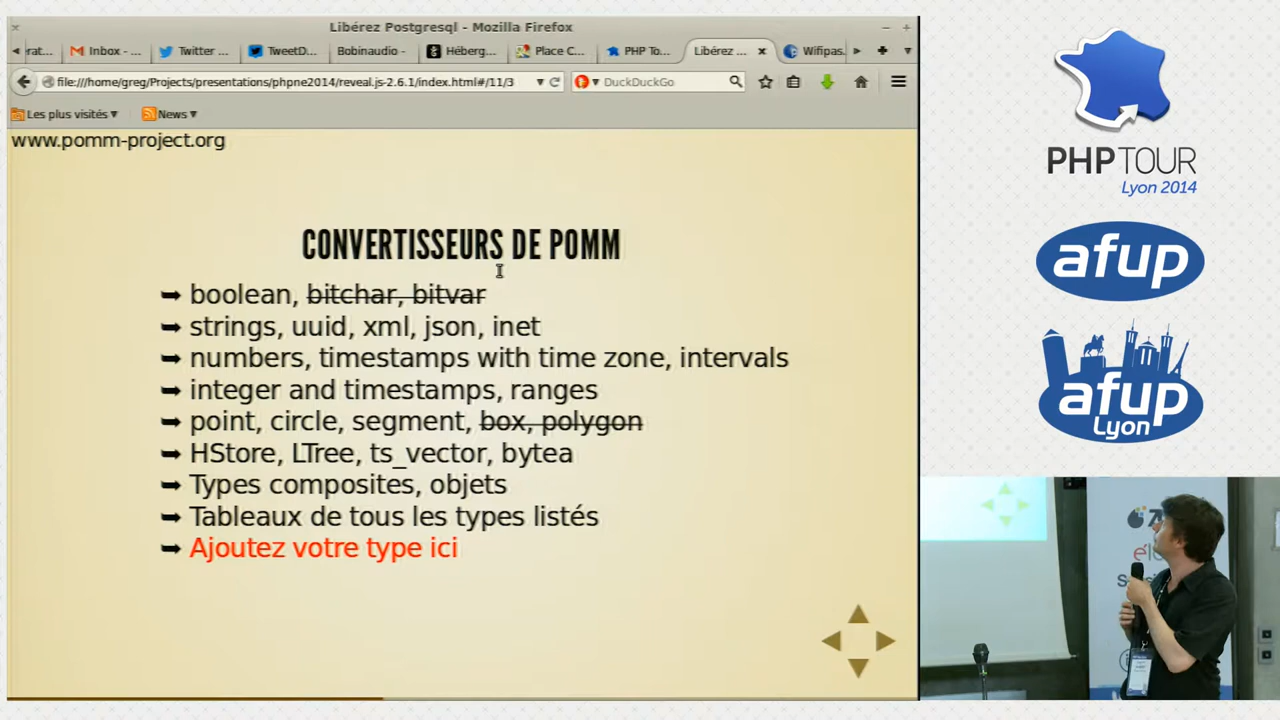 Libérez Postgresql - Mozilla Firefox
rat...
Inbox - ...
Twitter ...
TweetD...
Bobinaudio -
Héberg...
Place C...
PHP To...
Libérez ...
Wifipas.
file:///home/greg/Projects/presentations/phpne2014/reveal.js-2.6.1/index.html#/11/3
DuckDuckGo
Les plus visités
News
www.pomm-project.org
CONVERTISSEURS DE POMM
➥ boolean, bitchar, bitvar
➥ strings, uuid, xml, json, inet
➥ numbers, timestamps with time zone, intervals
➥ integer and timestamps, ranges
➥ point, circle, segment, box, polygon
➥ HStore, LTree, ts_vector, bytea
➥ Types composites, objets
➥ Tableaux de tous les types listés
➥ Ajoutez votre type ici
PHP TOUR
Lyon 2014
afup
afup
Lyon